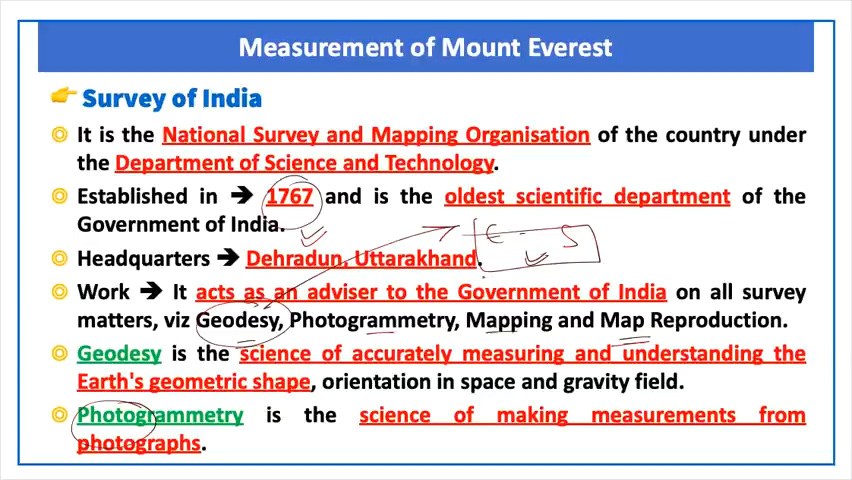 Measurement of Mount Everest
Survey of India
It is the National Survey and Mapping Organisation of the country under
the Department of Science and Technology.
Established in ➔ 1767 and is the oldest scientific department of the
Government of India.
Headquarters ➔ Dehradun, Uttarakhand.
E S
Work ➔ It acts as an adviser to the Government of India on all survey
matters, viz Geodesy, Photogrammetry, Mapping and Map Reproduction.
Geodesy is the science of accurately measuring and understanding the
Earth's geometric shape, orientation in space and gravity field.
Photogrammetry is the science of making measurements from
photographs.